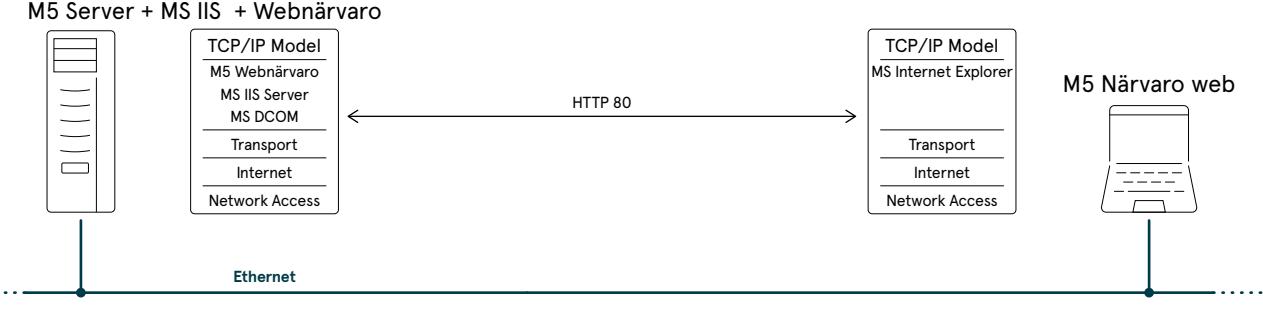 M5 Server + MS IIS + Webnärvaro
TCP/IP Model
M5 Webnärvaro
MS IIS Server
MS DCOM
Transport
Internet
Network Access
HTTP 80
TCP/IP Model
MS Internet Explorer
Transport
Internet
Network Access
M5 Närvaro web
Ethernet